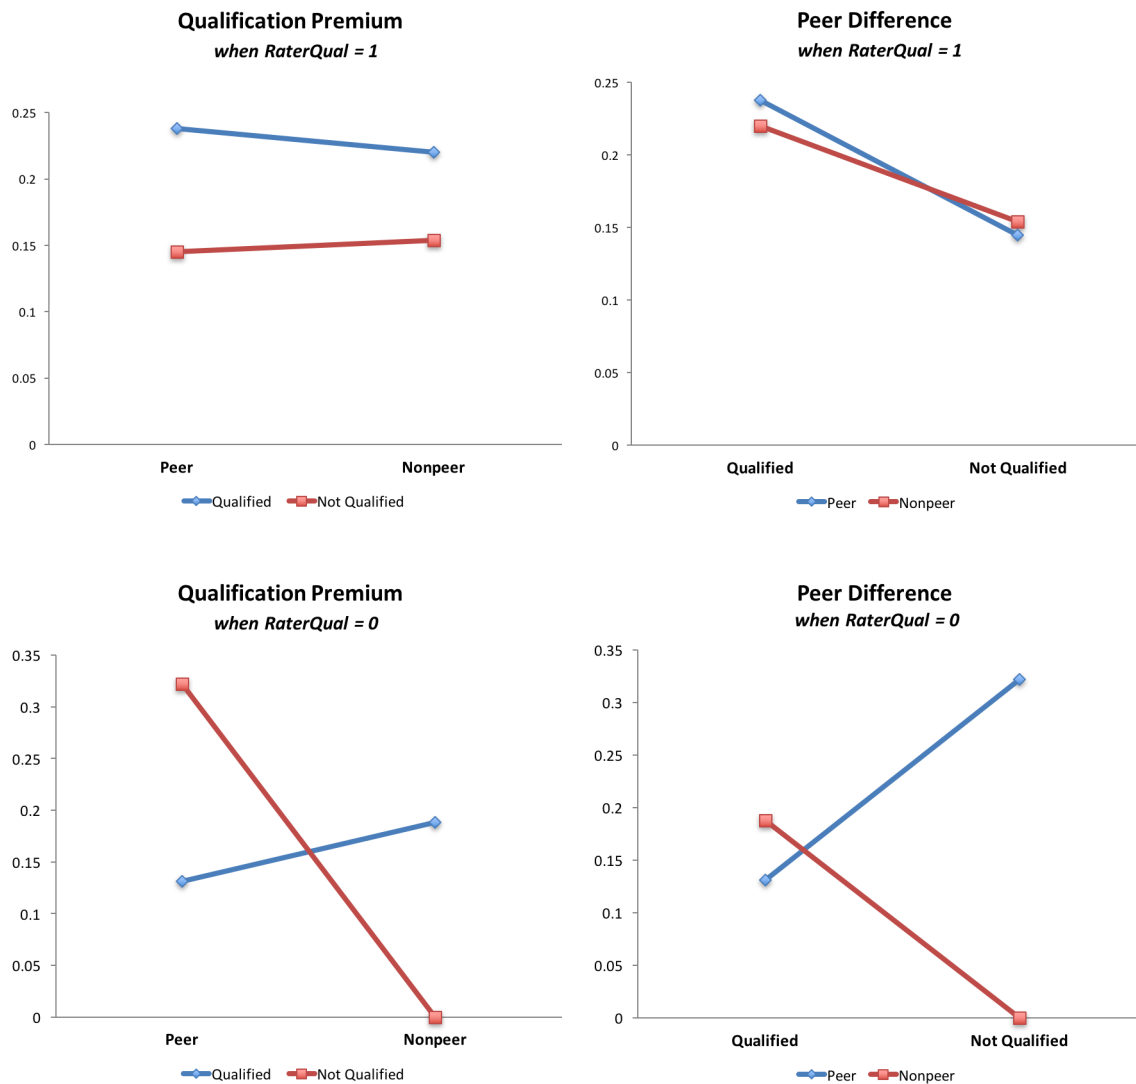 Qualification Premium
when RaterQual = 1
0.25
0.2
0.15
0.1
0.05
0
Peer Nonpeer
Qualified Not Qualified
Peer Difference
when RaterQual = 1
0.25
0.2
0.15
0.1
0.05
0
Qualified Not Qualified
Peer Nonpeer
Qualification Premium
when RaterQual = 0
0.35
0.3
0.25
0.2
0.15
0.1
0.05
0
Peer Nonpeer
Qualified Not Qualified
Peer Difference
when RaterQual = 0
0.35
0.3
0.25
0.2
0.15
0.1
0.05
0
Qualified Not Qualified
Peer Nonpeer